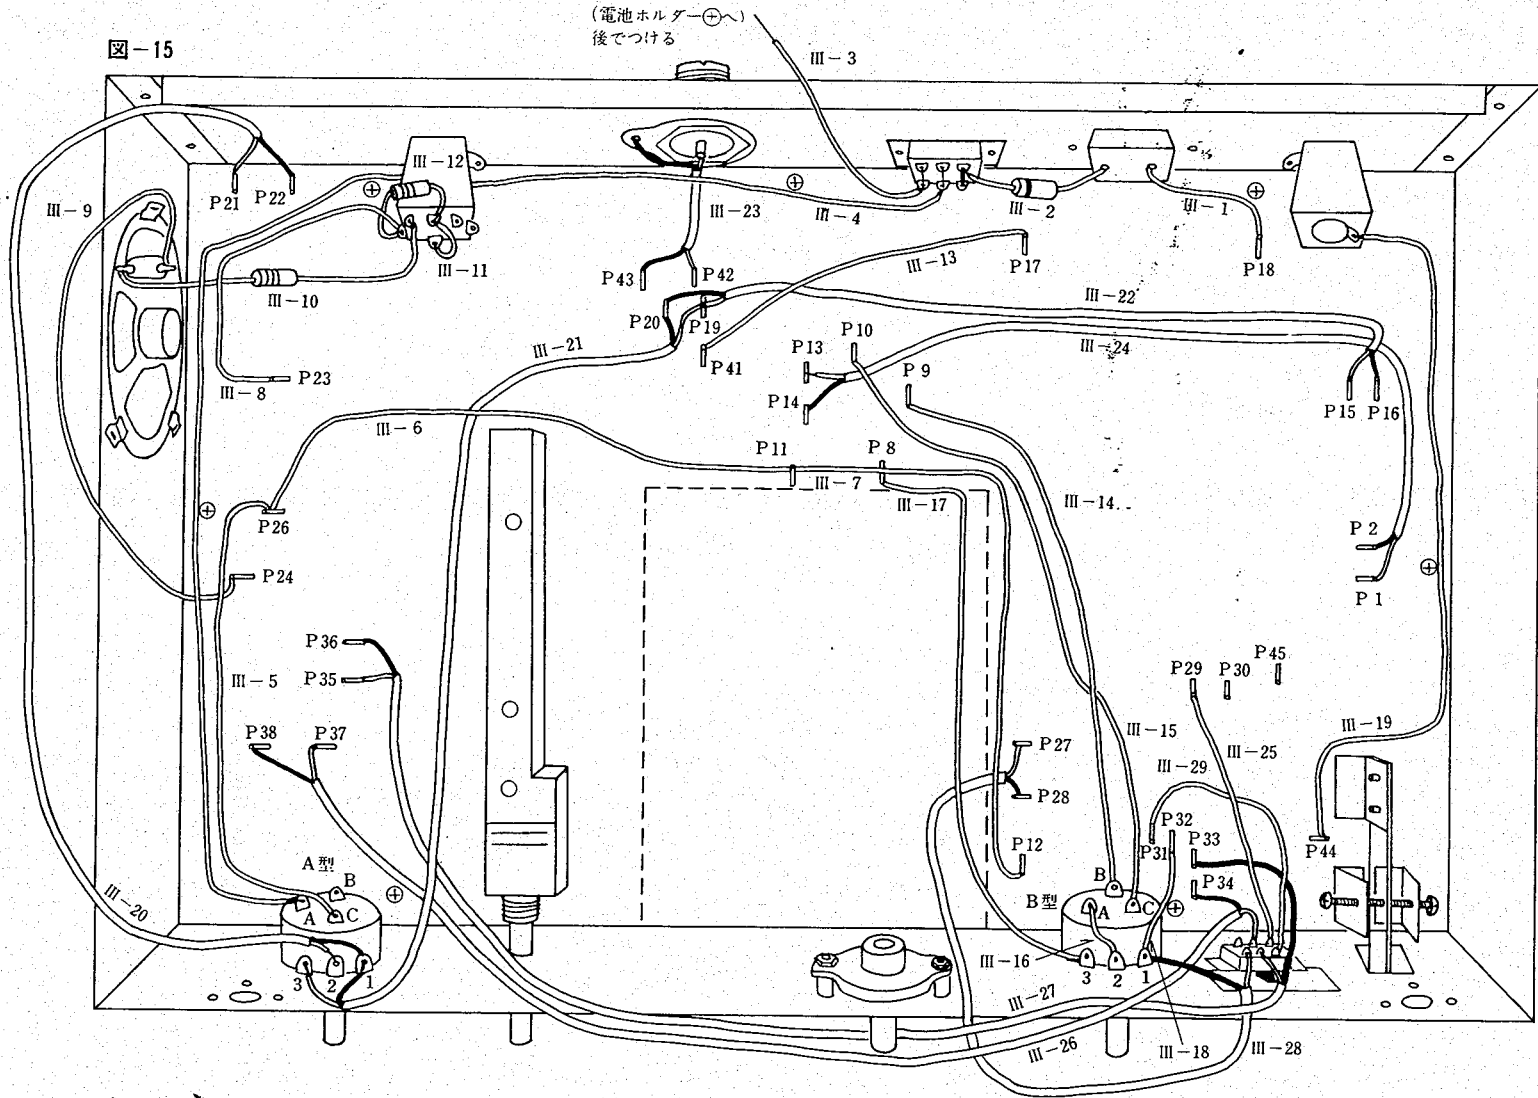 (電池ホルダー⊕へ)
後でつける
図-15
III-3
III-12
P21
P22
III-9
III-23
III-4
III-2
III-1
III-11
III-13
P17
P18
III-10
P43
P42
III-22
P20
P19
P10
III-21
III-24
P41
P13
P 9
P23
III-8
P14
P15
P16
III-6
P11
P 8
III-7
III-17
III-14
P26
P 2
P24
P 1
P36
III-5
P35
P29
P30
P45
P38
P37
III-15
III-19
III-25
P27
III-29
P28
P32
P31
P33
P44
P12
P34
A型
B
A
C
III-20
B型
B
A
C
3
2
1
III-16
3
2
1
III-27
III-26
III-18
III-28